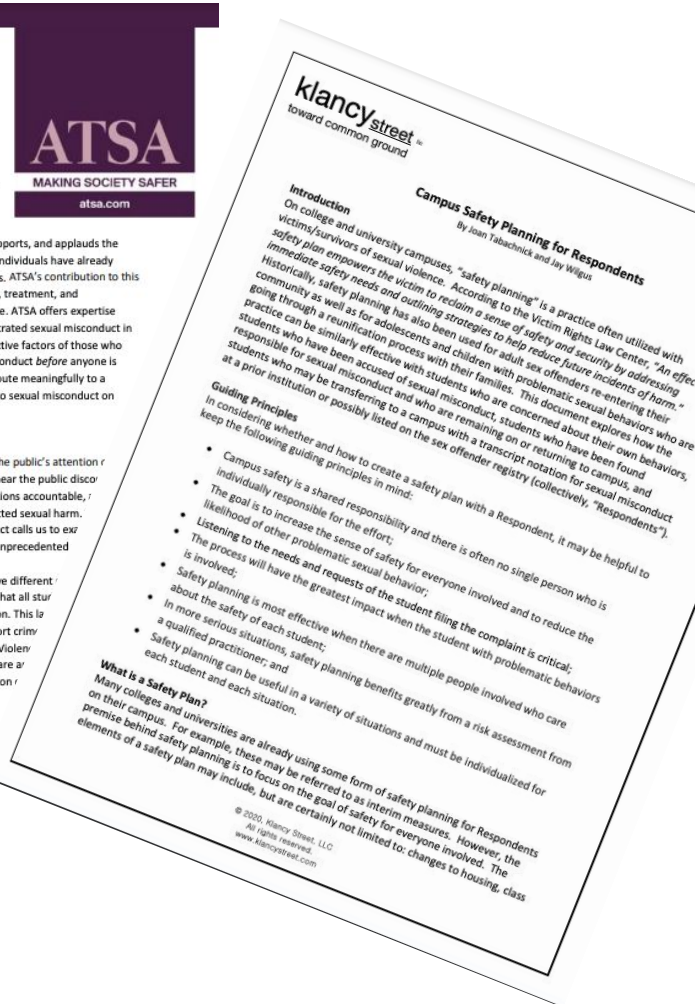 ATSA
MAKING SOCIETY SAFER
atsa.com
pports, and applauds the
ndividuals have already
s. ATSA's contribution to this
, treatment, and
e. ATSA offers expertise
trated sexual misconduct in
ctive factors of those who
onduct before anyone is
bute meaningfully to a
o sexual misconduct on
he public's attention
ear the public disco
ions accountable,
ted sexual harm.
ct calls us to exa
nprecedented
ve different
hat all stu
on. This la
ort crim
Violen
are a
on
klancy street
toward common ground
Campus Safety Planning for Respondents
By Joan Tabachnick and Jay Wilgus
Introduction
On college and university campuses, "safety planning" is a practice often utilized with
victims/survivors of sexual violence. According to the Victim Rights Law Center, "An effec
safety plan empowers the victim to reclaim a sense of safety and security by addressing
immediate safety needs and outlining strategies to help reduce future incidents of harm."
Historically, safety planning has also been used for adult sex offenders re-entering their
community as well as for adolescents and children with problematic sexual behaviors who are
going through a reunification process with their families. This document explores how the
practice can be similarly effective with students who are concerned about their own behaviors,
students who have been accused of sexual misconduct, students who have been found
responsible for sexual misconduct and who are remaining on or returning to campus, and
students who may be transferring to a campus with a transcript notation for sexual misconduct
at a prior institution or possibly listed on the sex offender registry (collectively, "Respondents").
Guiding Principles
In considering whether and how to create a safety plan with a Respondent, it may be helpful to
keep the following guiding principles in mind:
• Campus safety is a shared responsibility and there is often no single person who is
individually responsible for the effort;
• The goal is to increase the sense of safety for everyone involved and to reduce the
likelihood of other problematic sexual behavior;
• Listening to the needs and requests of the student filing the complaint is critical;
• The process will have the greatest impact when the student with problematic behaviors
is involved;
• Safety planning is most effective when there are multiple people involved who care
about the safety of each student;
• In more serious situations, safety planning benefits greatly from a risk assessment from
a qualified practitioner; and
• Safety planning can be useful in a variety of situations and must be individualized for
each student and each situation.
What is a Safety Plan?
Many colleges and universities are already using some form of safety planning for Respondents
on their campus. For example, these may be referred to as interim measures. However, the
premise behind safety planning is to focus on the goal of safety for everyone involved. The
elements of a safety plan may include, but are certainly not limited to: changes to housing, class
© 2020, Klancy Street, LLC
All rights reserved.
www.klancystreet.com